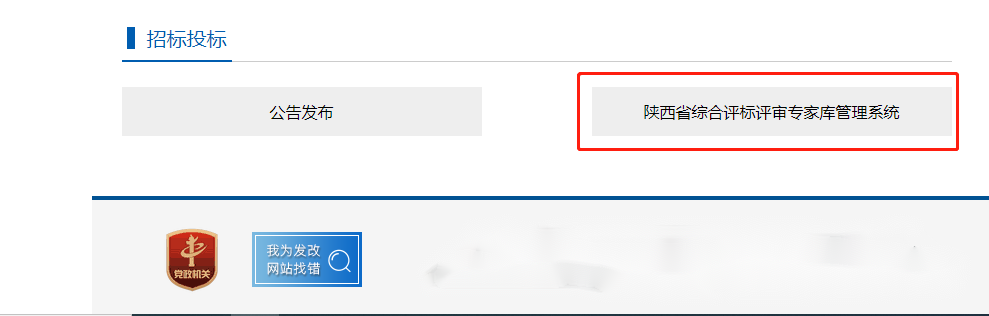 招标投标
公告发布
陕西省综合评标评审专家库管理系统
党政机关
我为发改
网站找错